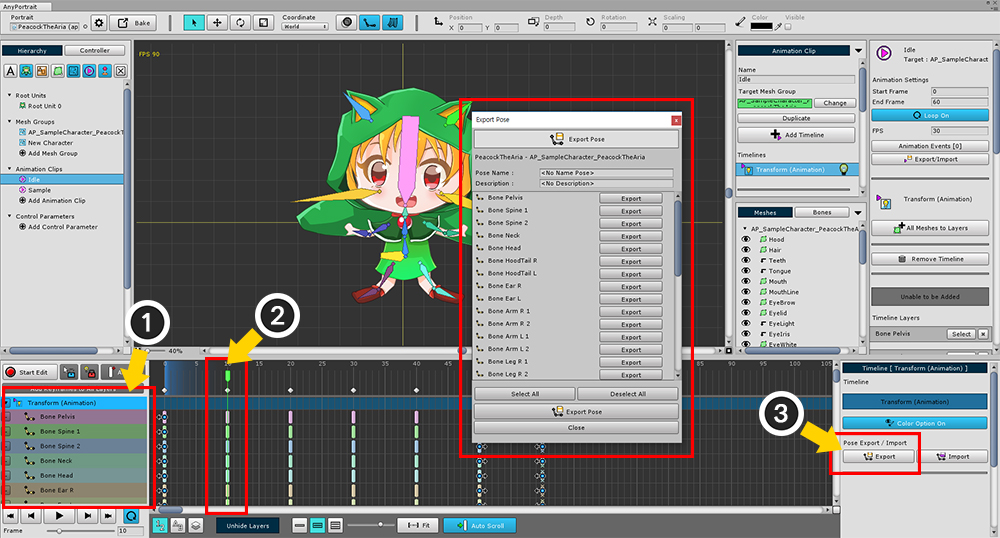 AnyPortrait
Portrait
PeacockTheAria (ap
Bake
Coordinate
World
Position
X 0 Y 0
Depth
0
Rotation
0
Scaling
X 0 Y 0
Color
Visible
Hierarchy
Controller
Root Units
Root Unit 0
Mesh Groups
AP_SampleCharacter_PeacockT
New Character
Add Mesh Group
Animation Clips
Idle
Sample
Add Animation Clip
Control Parameters
Add Control Parameter
FPS 90
40%
Export Pose
x
Export Pose
PeacockTheAria - AP_SampleCharacter_PeacockTheAria
Pose Name : <No Name Pose>
Description : <No Description>
Bone Pelvis Export
Bone Spine 1 Export
Bone Spine 2 Export
Bone Neck Export
Bone Head Export
Bone HoodTail R Export
Bone HoodTail L Export
Bone Ear R Export
Bone Ear L Export
Bone Arm R 1 Export
Bone Arm R 2 Export
Bone Arm L 1 Export
Bone Arm L 2 Export
Bone Leg R 1 Export
Bone Leg R 2 Export
Select All
Deselect All
Export Pose
Close
Animation Clip
Name
Idle
Target Mesh Group
Change
Duplicate
Add Timeline
Timelines
Transform (Animation)
Meshes
Bones
AP_SampleCharacter_PeacockTheA
Hood
Hair
Teeth
Tongue
Mouth
MouthLine
EyeBrow
Eyelid
EyeLight
EyeIris
EyeWhite
Idle
Target : AP_SampleCharact
Animation Settings
Start Frame 0
End Frame 60
Loop On
FPS 30
Animation Events [0]
Export/Import
Transform (Animation)
All Meshes to Layers
Remove Timeline
Unable to be Added
Timeline Layers
Bone Pelvis Select x
1
2
3
Start Edit
Add Keyframes to All Layers
Transform (Animation)
Bone Pelvis
Bone Spine 1
Bone Spine 2
Bone Neck
Bone Head
Bone Ear R
Frame 10
0 5 10 15 20 25 30 35 40 45
95 100 105
Unhide Layers
Fit
Auto Scroll
Timeline [ Transform (Animation) ]
Timeline
Transform (Animation)
Color Option On
Pose Export / Import
Export
Import